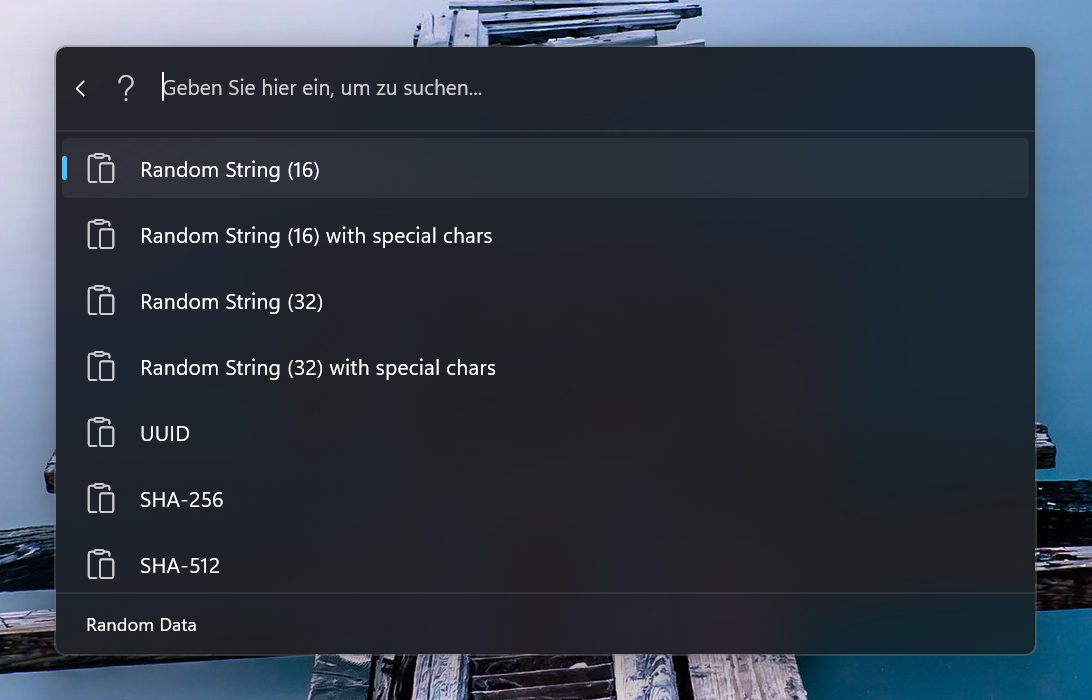 Geben Sie hier ein, um zu suchen...
Random String (16)
Random String (16) with special chars
Random String (32)
Random String (32) with special chars
UUID
SHA-256
SHA-512
Random Data